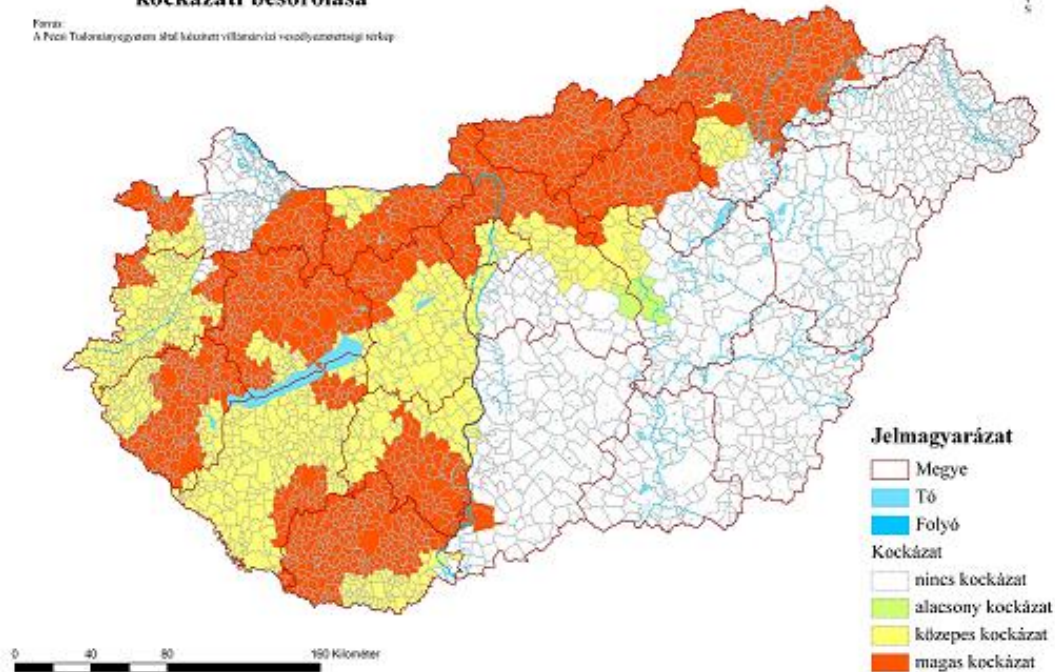 kockázati besorolása
Forrás:
A Pécsi Tudományegyetem által készített villámárvízi veszélyeztetettségi térkép
S
Jelmagyarázat
Megye
Tó
Folyó
Kockázat
nincs kockázat
alacsony kockázat
közepes kockázat
magas kockázat
0 40 80 160 Kilométer